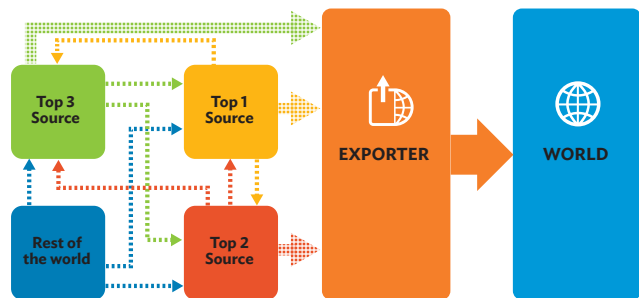 Top 3
Source
Top 1
Source
EXPORTER
WORLD
Rest of
the world
Top 2
Source